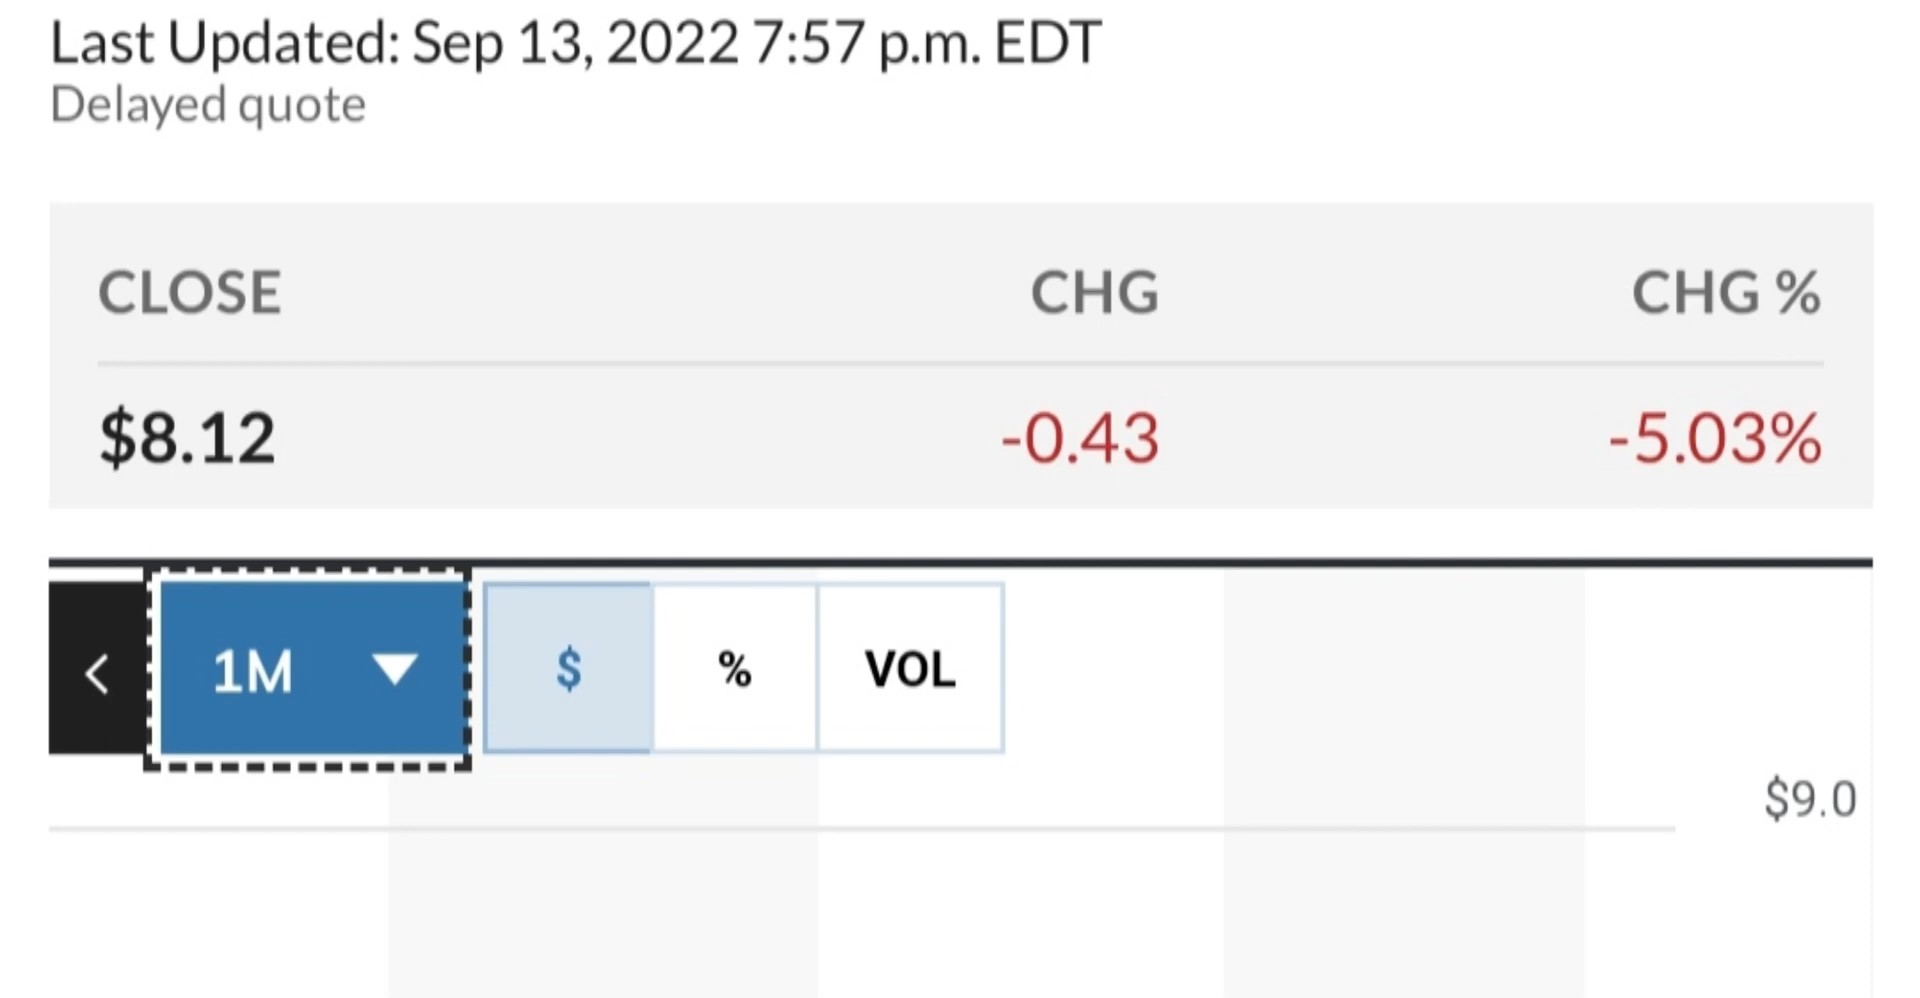 Last Updated: Sep 13, 2022 7:57 p.m. EDT
Delayed quote
CLOSE CHG CHG %
$8.12 -0.43 -5.03%
1M $ % VOL
$9.0